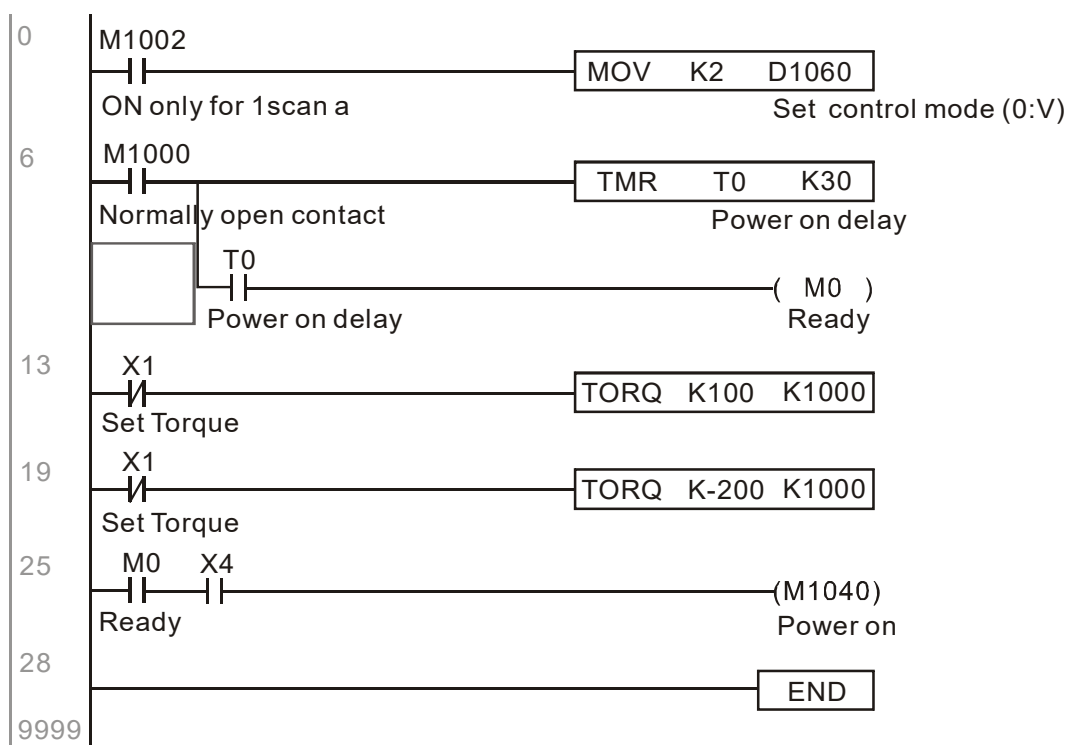 0
M1002
MOV K2 D1060
ON only for 1scan a
Set control mode (0:V)
6
M1000
TMR T0 K30
Normally open contact
Power on delay
T0
( M0 )
Power on delay
Ready
13
X1
TORQ K100 K1000
Set Torque
19
X1
TORQ K-200 K1000
Set Torque
25
M0 X4
(M1040)
Ready
Power on
28
END
9999